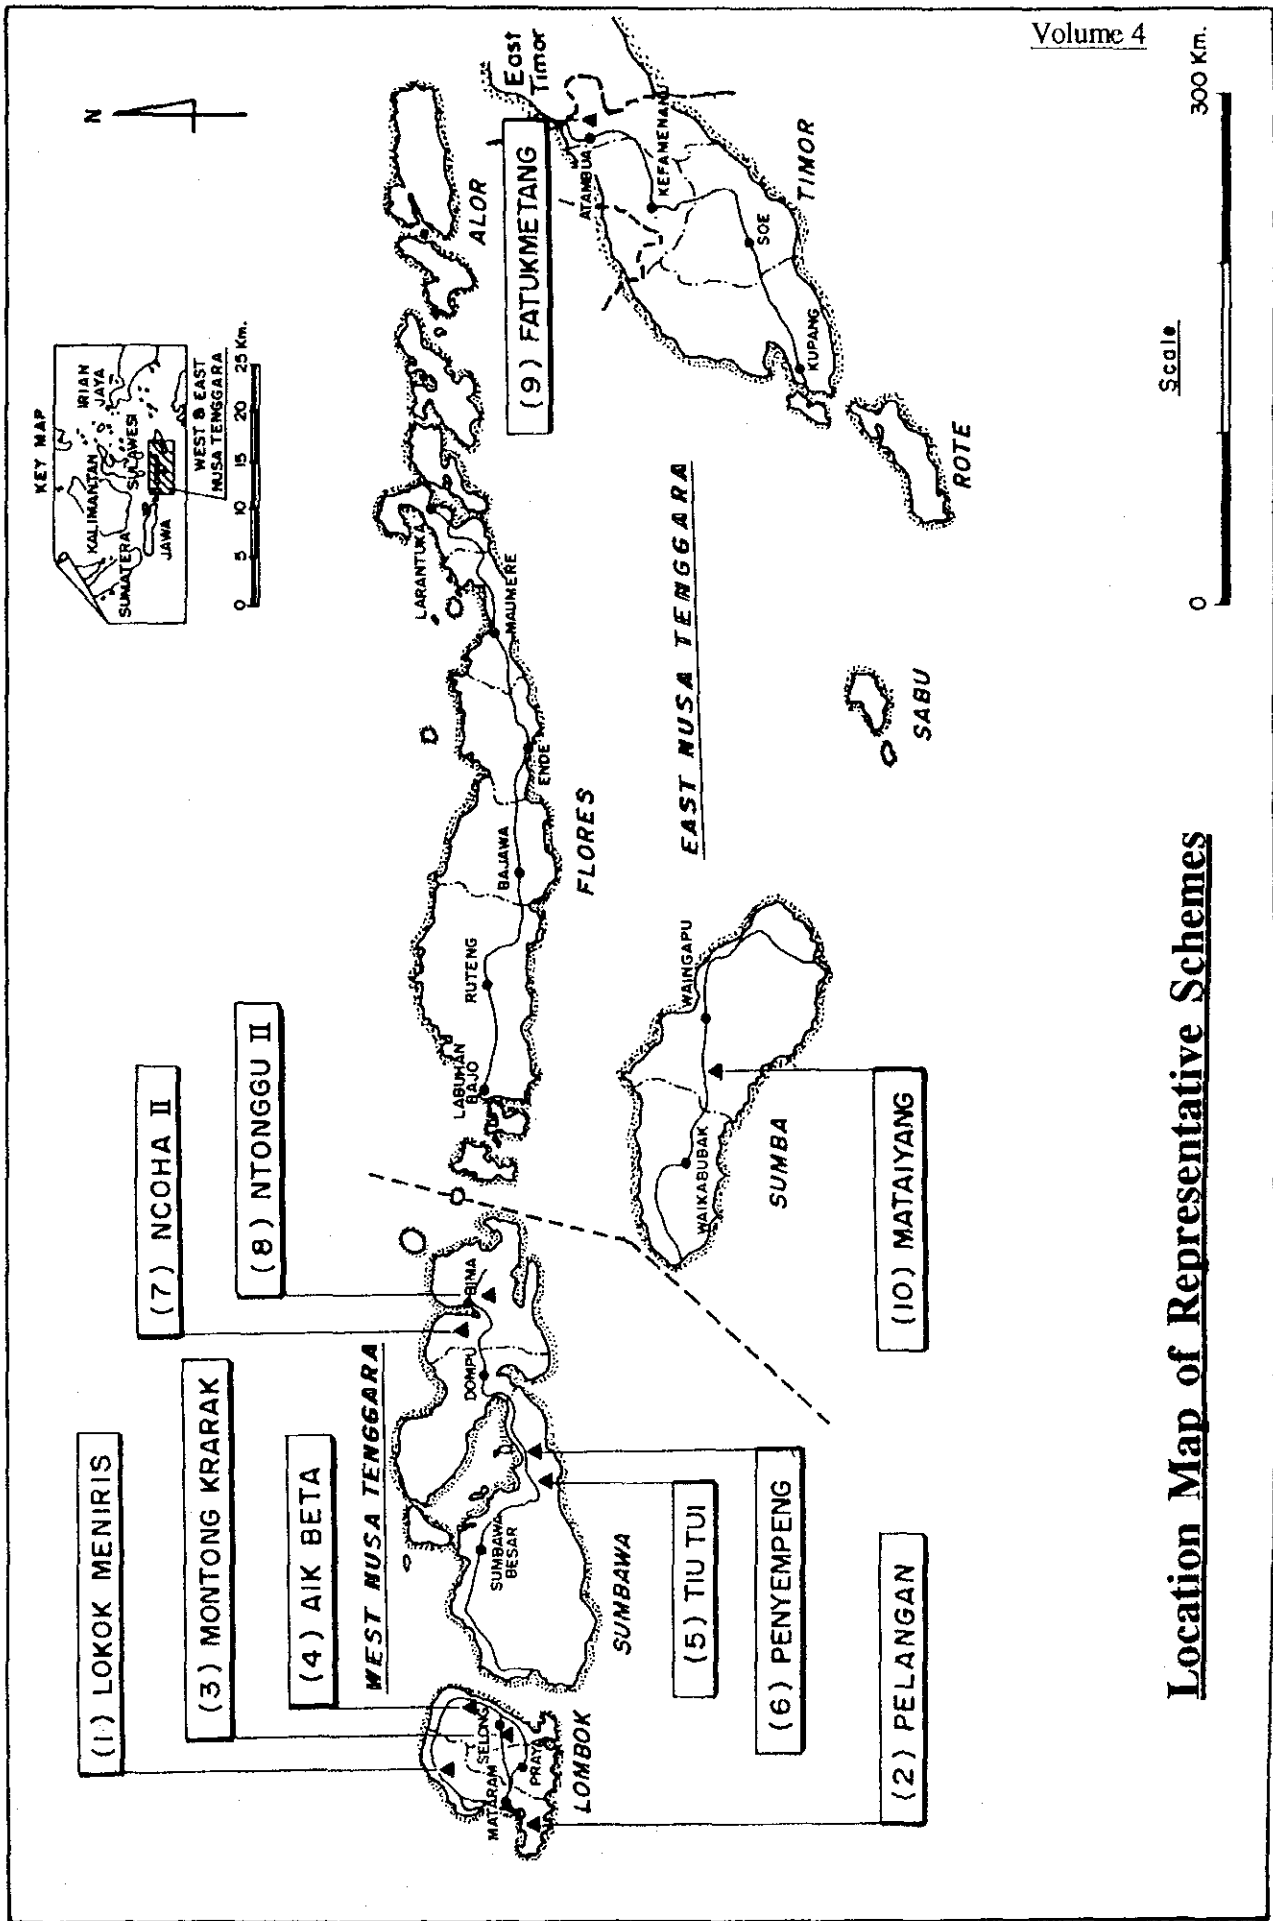 Volume 4
KEY MAP
SUMATERA
KALIMANTAN
SULAWESI
IRIAN
JAYA
JAWA
WEST & EAST
NUSA TENGGARA
0 5 10 15 20 25 Km.
N
(1) LOKOK MENIRIS
(3) MONTONG KRARAK
(4) AIK BETA
(7) NCOHA II
(8) NTONGGU II
WEST NUSA TENGGARA
MATARAM
SELONG
PRAYA
LOMBOK
SUMBAWA
BESAR
DOMPU
BIMA
SUMBAWA
(5) TIU TUI
(6) PENYEMPENG
(2) PELANGAN
LABUHAN
BAJO
RUTENG
BAJAWA
ENDE
MAUMERE
LARANTUKA
FLORES
ALOR
(9) FATUKMETANG
East
Timor
ATAMBUA
KEFAMENANU
SOE
KUPANG
TIMOR
ROTE
SABU
EAST NUSA TENGGARA
WAIKABUBAK
WAINGAPU
SUMBA
(10) MATAIYANG
Scale
0 300 Km.
Location Map of Representative Schemes